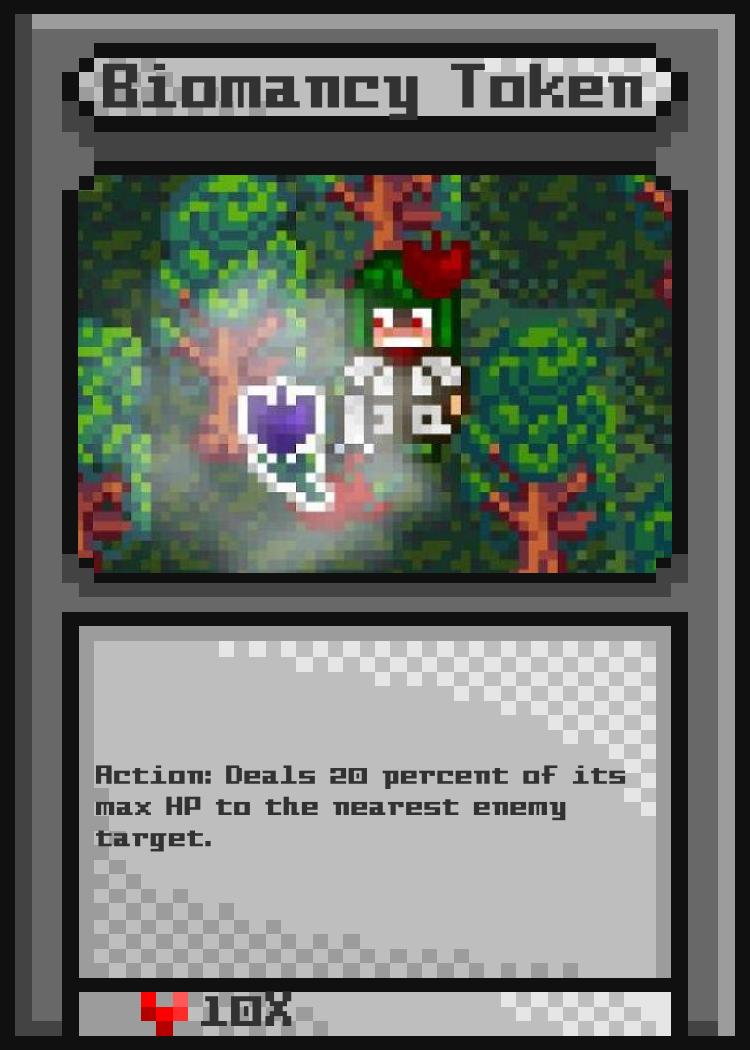 Biomancy Token
Action: Deals 20 percent of its
max HP to the nearest enemy
target.
10X